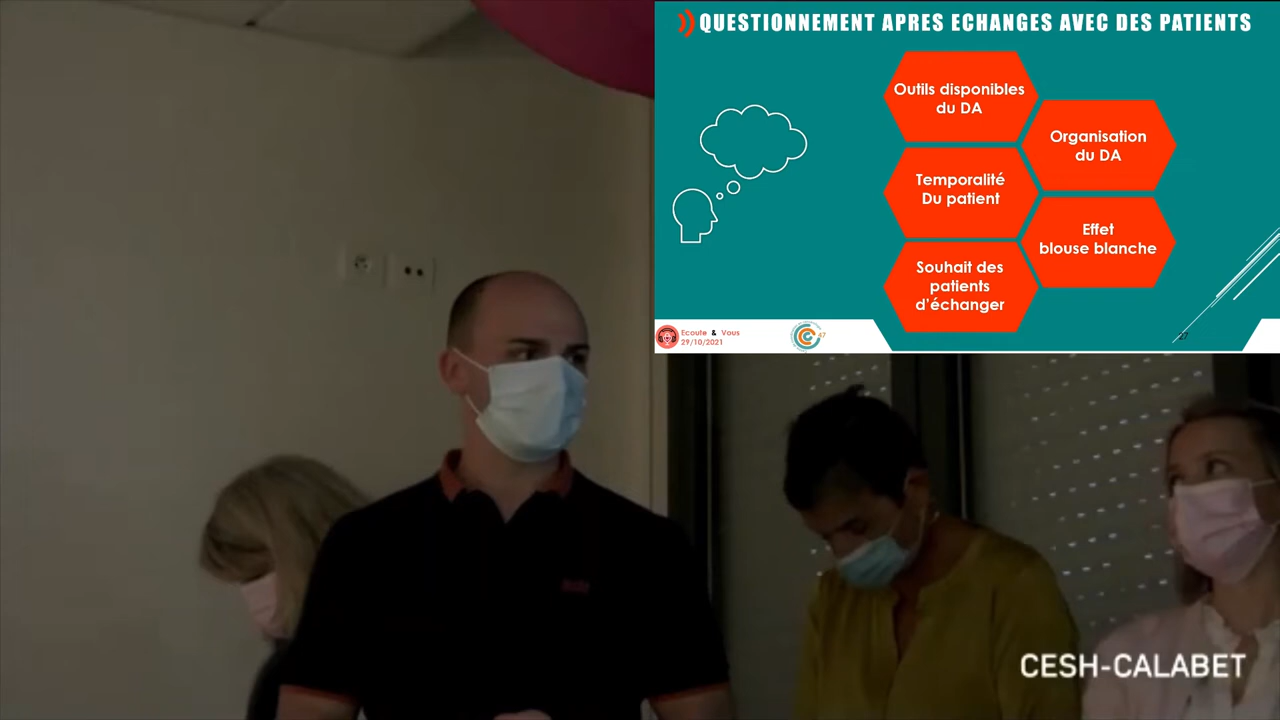 QUESTIONNEMENT APRES ECHANGES AVEC DES PATIENTS
Outils disponibles
du DA
Organisation
du DA
Temporalité
Du patient
Effet
blouse blanche
Souhait des
patients
d'échanger
Ecoute & Vous
29/10/2021
47
CESH-CALABET